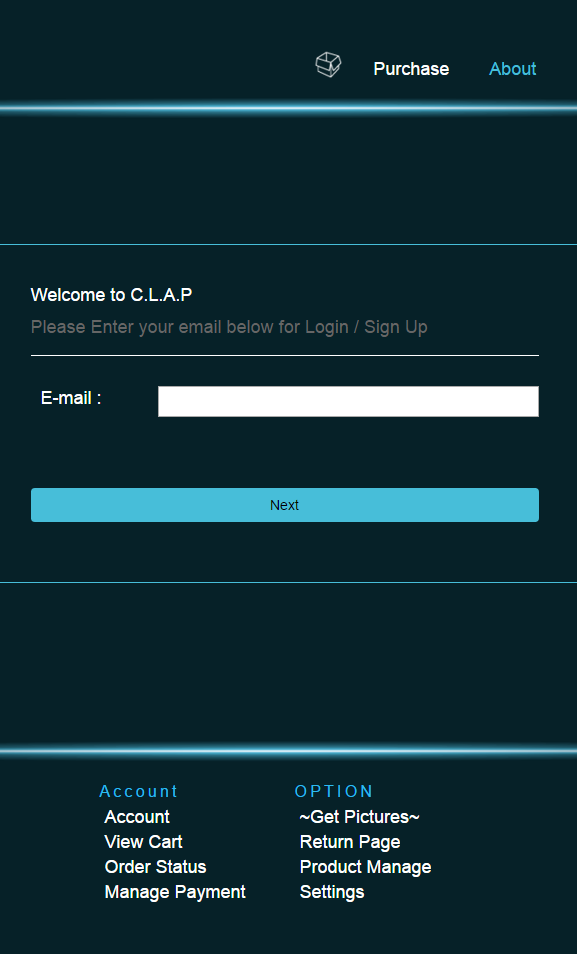 Purchase About
Welcome to C.L.A.P
Please Enter your email below for Login / Sign Up
E-mail :
Next
Account
Account
View Cart
Order Status
Manage Payment
OPTION
~Get Pictures~
Return Page
Product Manage
Settings